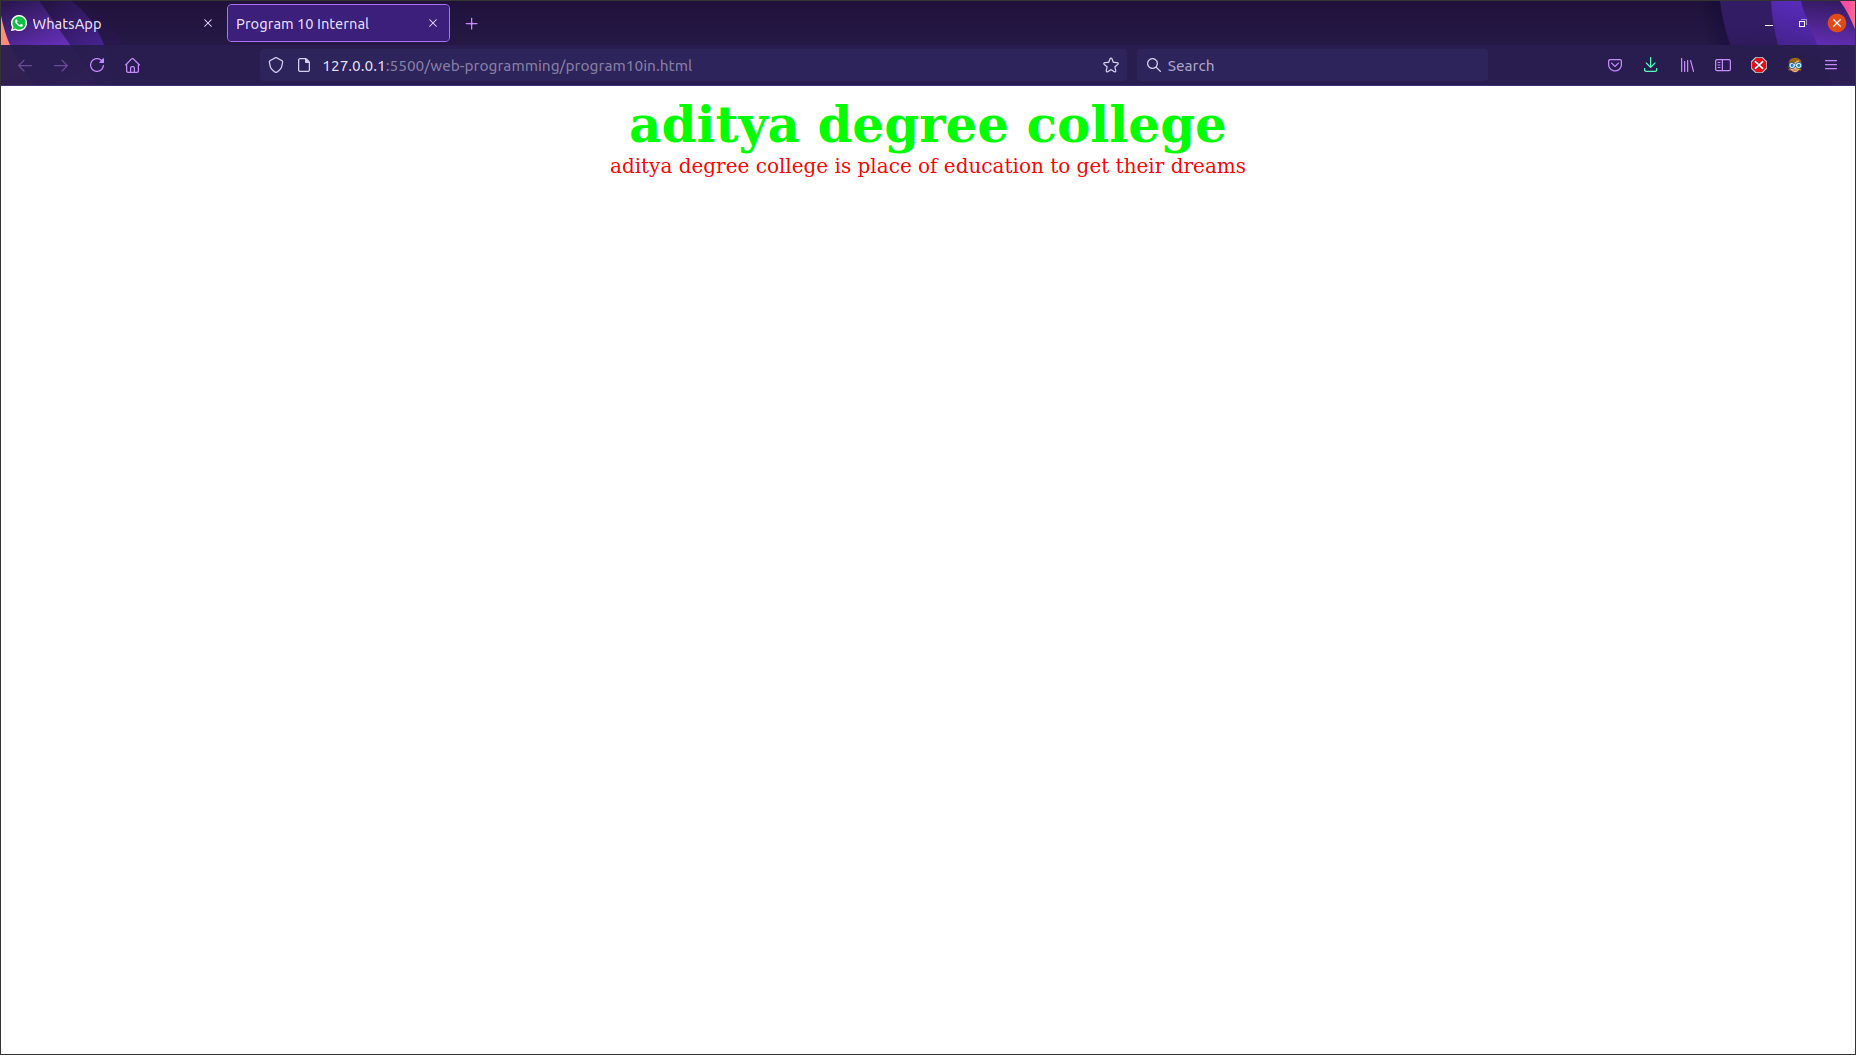 WhatsApp
Program 10 Internal
127.0.0.1:5500/web-programming/program10in.html
Search
aditya degree college
aditya degree college is place of education to get their dreams